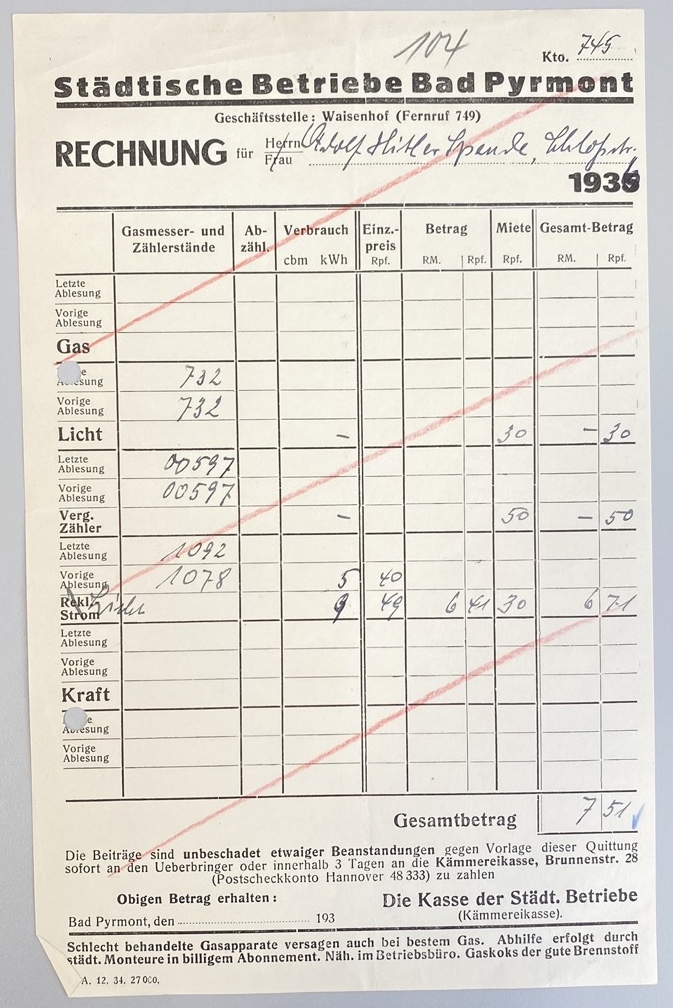 104
Kto. 745
Städtische Betriebe Bad Pyrmont
Geschäftsstelle: Waisenhof (Fernruf 749)
RECHNUNG für Herrn Frau Adolf Hitler Spende, Schloßstr.
1936
Gasmesser- und Zählerstände Ab- zähl. Verbrauch cbm kWh Einz.- preis Rpf. Betrag RM. Rpf. Miete Rpf. Gesamt-Betrag RM. Rpf.
Letzte Ablesung
Vorige Ablesung
Gas
Ablesung 732
Vorige Ablesung 732
Licht – 30 – 30
Letzte Ablesung 00597
Vorige Ablesung 00597
Verg. Zähler – 50 – 50
Letzte Ablesung 1092
Vorige Ablesung 1078 5 40
Rekl. Strom 9 49 6 41 30 6 71
Letzte Ablesung
Vorige Ablesung
Kraft
Ablesung
Vorige Ablesung
Gesamtbetrag 7 51
Die Beiträge sind unbeschadet etwaiger Beanstandungen gegen Vorlage dieser Quittung
sofort an den Ueberbringer oder innerhalb 3 Tagen an die Kämmereikasse, Brunnenstr. 28
(Postscheckkonto Hannover 48 333) zu zahlen
Obigen Betrag erhalten: Die Kasse der Städt. Betriebe
Bad Pyrmont, den 193 (Kämmereikasse).
Schlecht behandelte Gasapparate versagen auch bei bestem Gas. Abhilfe erfolgt durch
städt. Monteure in billigem Abonnement. Näh. im Betriebsbüro. Gaskoks der gute Brennstoff
A. 12. 34. 27 000.